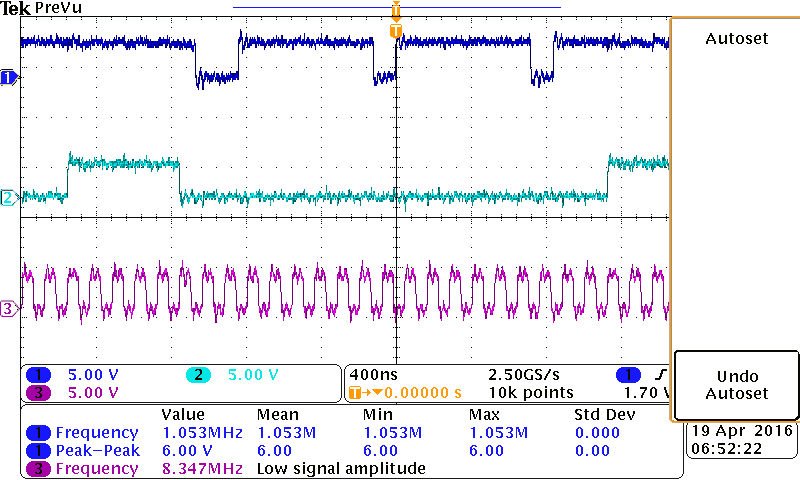 Tek PreVu
T
T
Autoset
1
2
3
1 5.00 V 2 5.00 V
3 5.00 V
400ns 2.50GS/s 1
T 0.00000 s 10k points 1.70 V
Undo
Autoset
Value Mean Min Max Std Dev
1 Frequency 1.053MHz 1.053M 1.053M 1.053M 0.000
1 Peak-Peak 6.00 V 6.00 6.00 6.00 0.00
3 Frequency 8.347MHz Low signal amplitude
19 Apr 2016
06:52:22